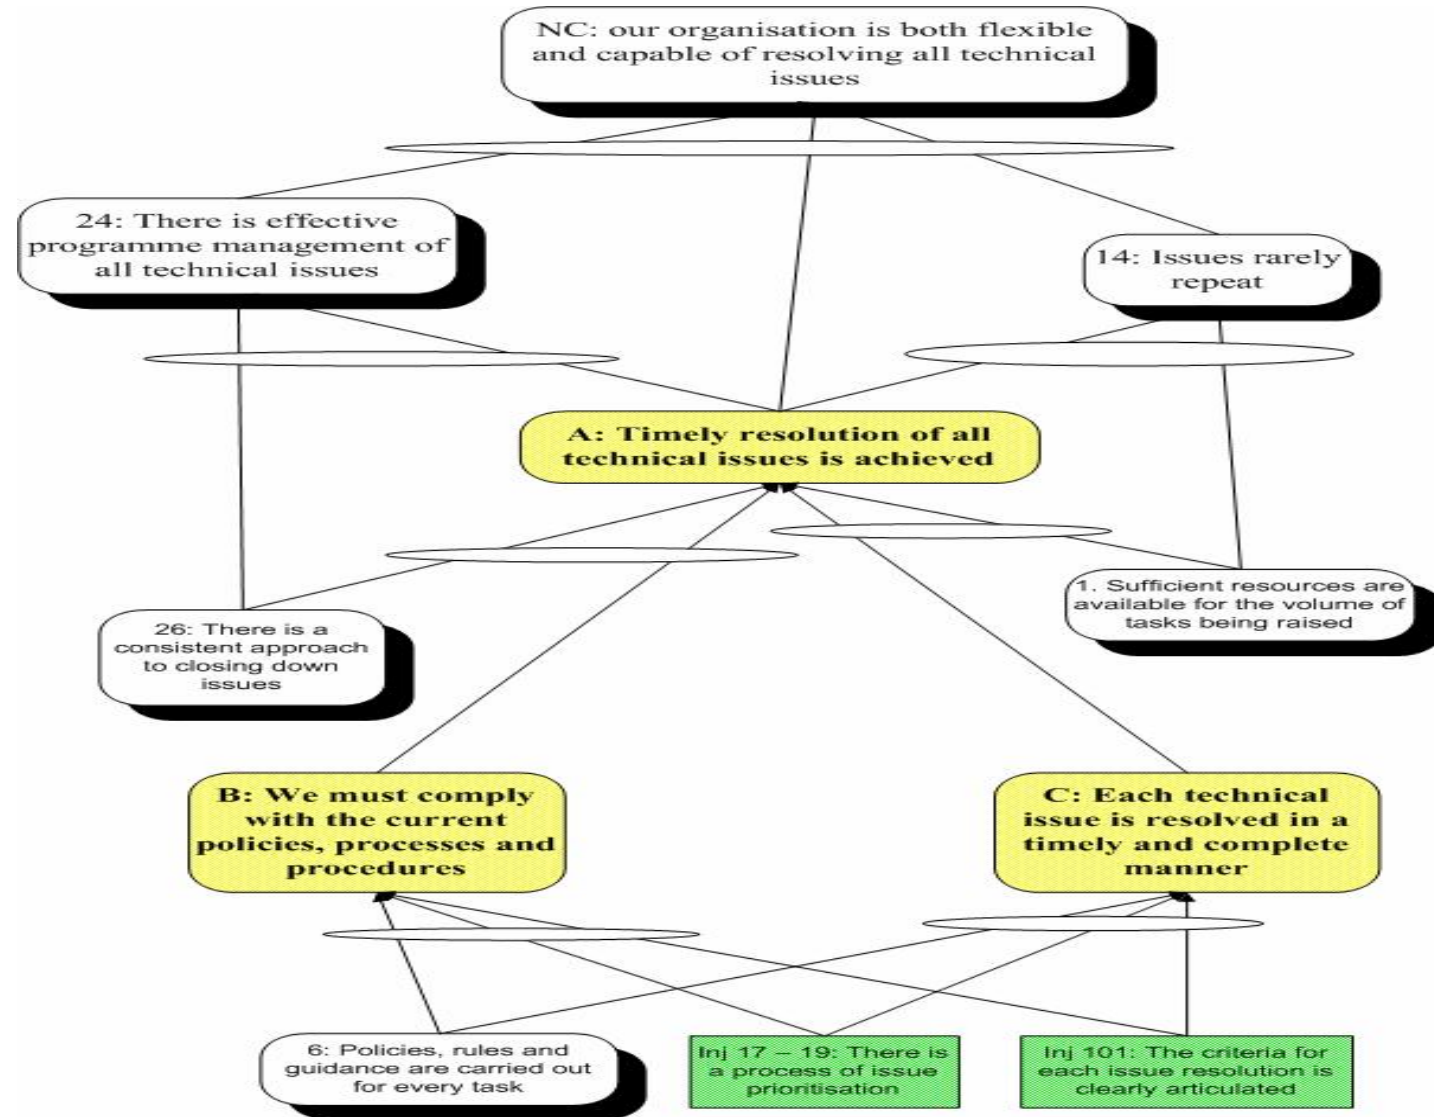 NC: our organisation is both flexible
and capable of resolving all technical
issues
24: There is effective
programme management of
all technical issues
14: Issues rarely
repeat
A: Timely resolution of all
technical issues is achieved
26: There is a
consistent approach
to closing down
issues
1. Sufficient resources are
available for the volume of
tasks being raised
B: We must comply
with the current
policies, processes and
procedures
C: Each technical
issue is resolved in a
timely and complete
manner
6: Policies, rules and
guidance are carried out
for every task
Inj 17 – 19: There is
a process of issue
prioritisation
Inj 101: The criteria for
each issue resolution is
clearly articulated